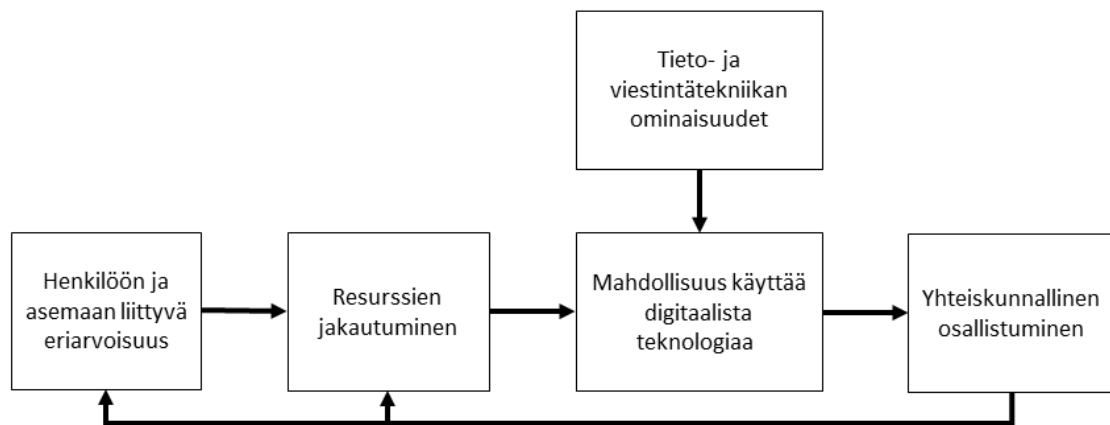 Tieto- ja
viestintätekniikan
ominaisuudet
Henkilöön ja
asemaan liittyvä
eriarvoisuus
Resurssien
jakautuminen
Mahdollisuus käyttää
digitaalista
teknologiaa
Yhteiskunnallinen
osallistuminen